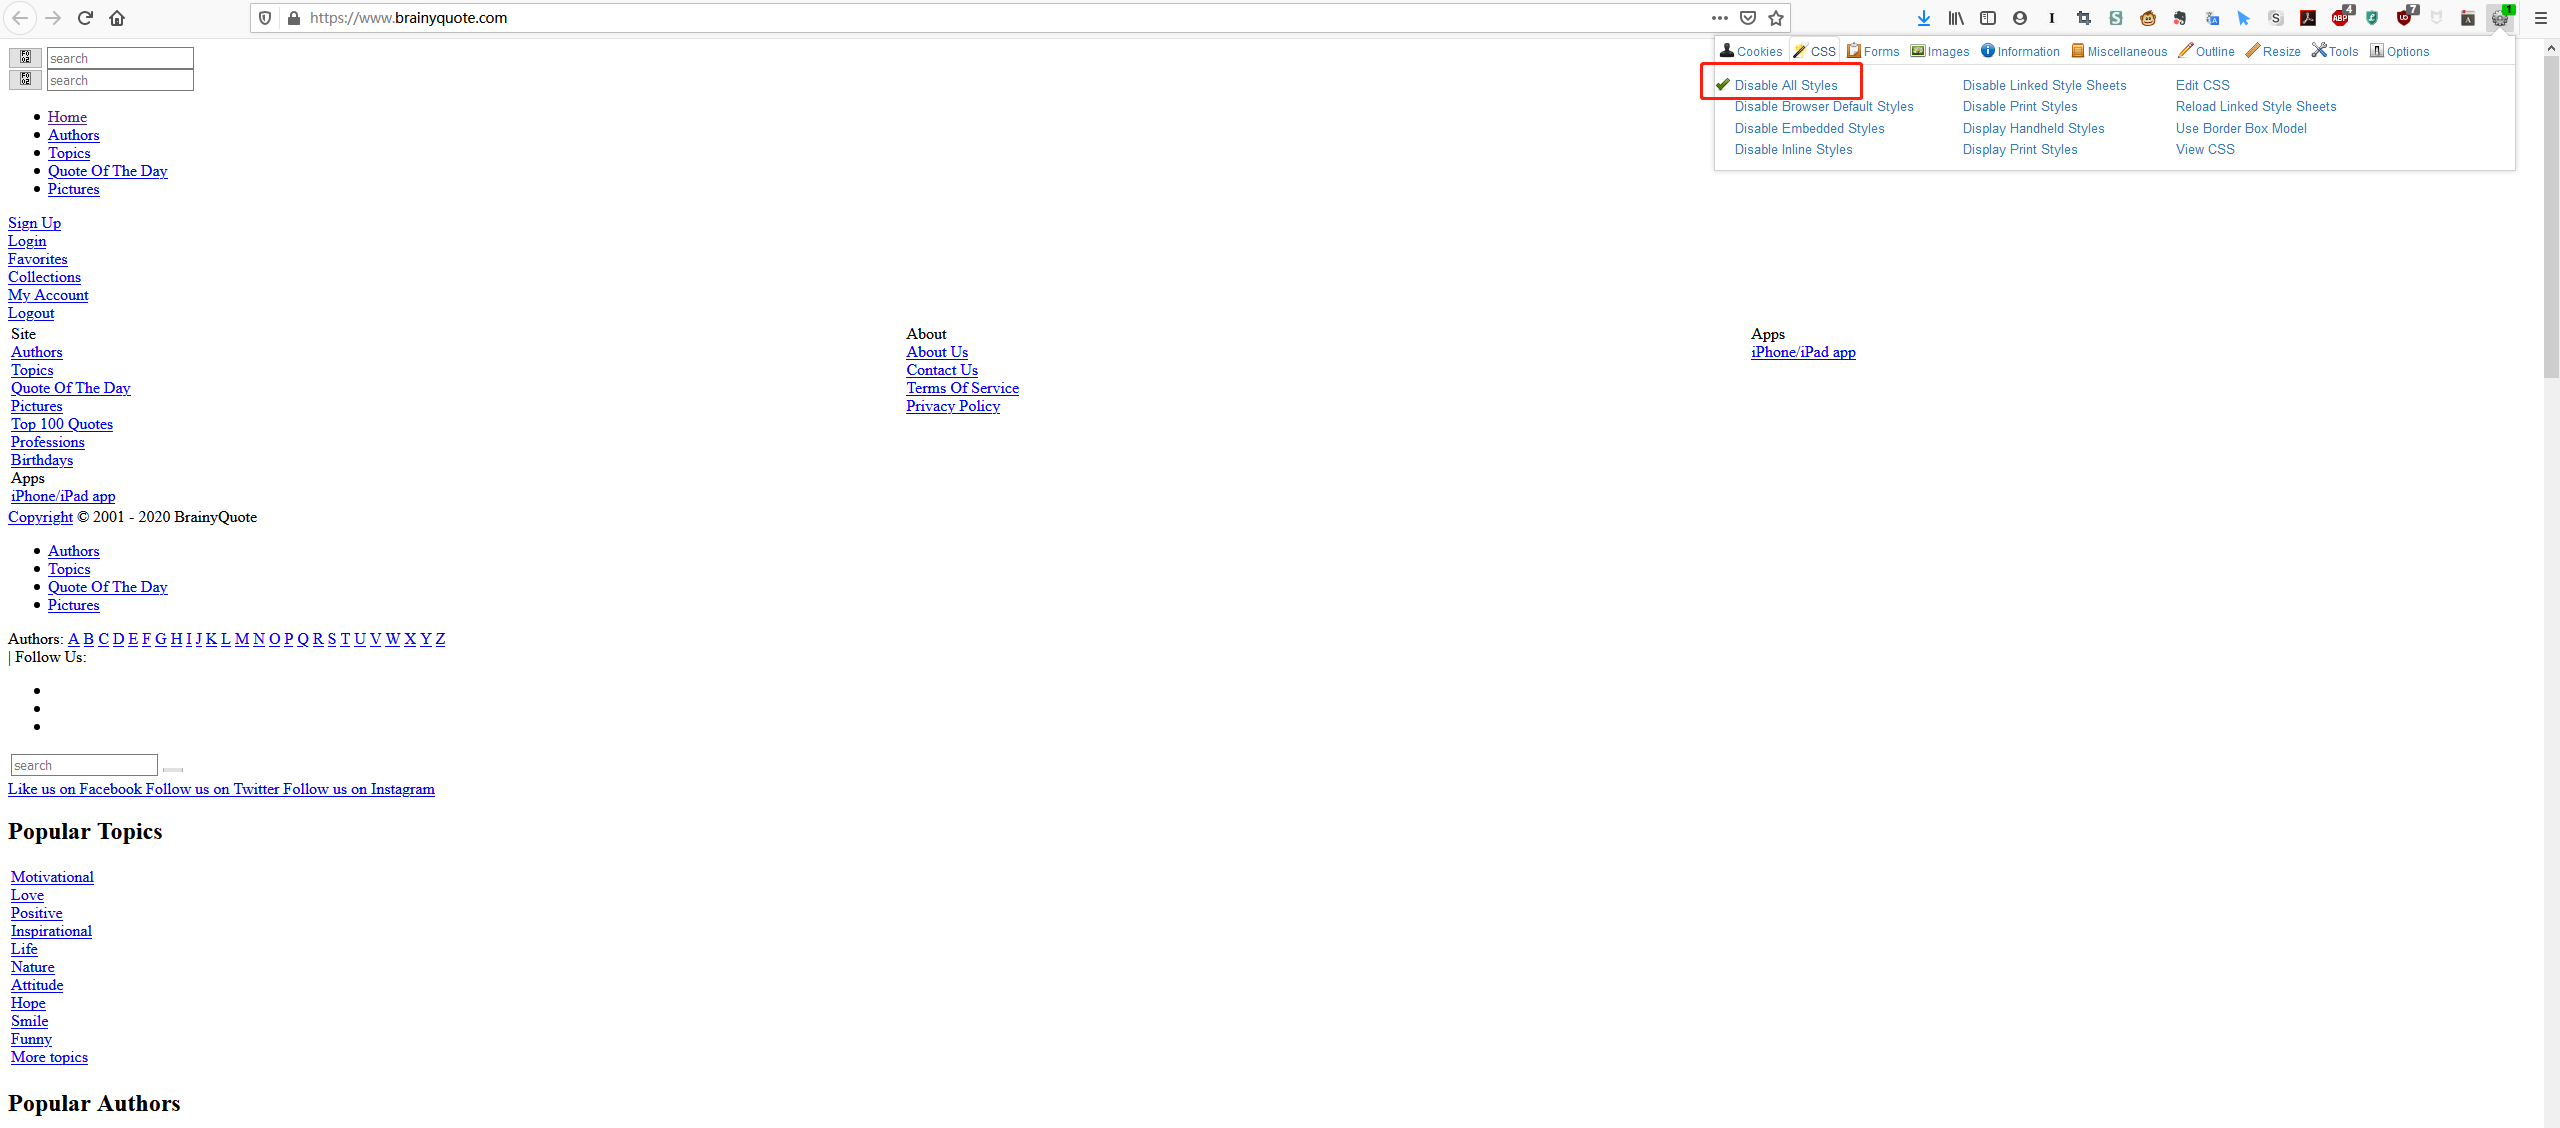 https://www.brainyquote.com
4 7 1
Cookies CSS Forms Images Information Miscellaneous Outline Resize Tools Options
Disable All Styles Disable Linked Style Sheets Edit CSS
Disable Browser Default Styles Disable Print Styles Reload Linked Style Sheets
Disable Embedded Styles Display Handheld Styles Use Border Box Model
Disable Inline Styles Display Print Styles View CSS
search
search
Home
Authors
Topics
Quote Of The Day
Pictures
Sign Up
Login
Favorites
Collections
My Account
Logout
Site About Apps
Authors About Us iPhone/iPad app
Topics Contact Us
Quote Of The Day Terms Of Service
Pictures Privacy Policy
Top 100 Quotes
Professions
Birthdays
Apps
iPhone/iPad app
Copyright © 2001 - 2020 BrainyQuote
Authors
Topics
Quote Of The Day
Pictures
Authors: A B C D E F G H I J K L M N O P Q R S T U V W X Y Z
| Follow Us:
search
Like us on Facebook Follow us on Twitter Follow us on Instagram
Popular Topics
Motivational
Love
Positive
Inspirational
Life
Nature
Attitude
Hope
Smile
Funny
More topics
Popular Authors